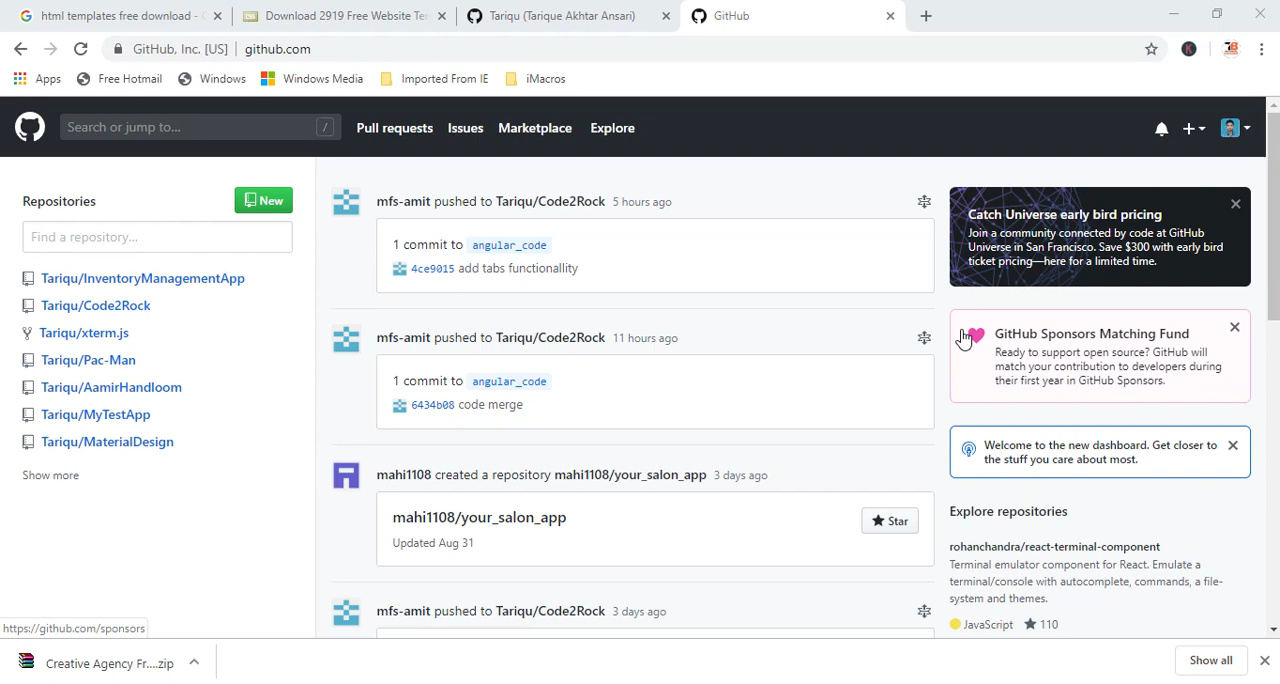 html templates free download -
Download 2919 Free Website Ter
Tariqu (Tarique Akhtar Ansari)
GitHub
GitHub, Inc. [US] | github.com
Apps
Free Hotmail
Windows
Windows Media
Imported From IE
iMacros
Search or jump to...
/
Pull requests
Issues
Marketplace
Explore
Repositories
New
Find a repository...
Tariqu/InventoryManagementApp
Tariqu/Code2Rock
Tariqu/xterm.js
Tariqu/Pac-Man
Tariqu/AamirHandloom
Tariqu/MyTestApp
Tariqu/MaterialDesign
Show more
mfs-amit pushed to Tariqu/Code2Rock 5 hours ago
1 commit to angular_code
4ce9015 add tabs functionallity
mfs-amit pushed to Tariqu/Code2Rock 11 hours ago
1 commit to angular_code
6434b08 code merge
mahi1108 created a repository mahi1108/your_salon_app 3 days ago
mahi1108/your_salon_app
Star
Updated Aug 31
mfs-amit pushed to Tariqu/Code2Rock 3 days ago
Catch Universe early bird pricing
Join a community connected by code at GitHub
Universe in San Francisco. Save $300 with early bird
ticket pricing—here for a limited time.
GitHub Sponsors Matching Fund
Ready to support open source? GitHub will
match your contribution to developers during
their first year in GitHub Sponsors.
Welcome to the new dashboard. Get closer to
the stuff you care about most.
Explore repositories
rohanchandra/react-terminal-component
Terminal emulator component for React. Emulate a
terminal/console with autocomplete, commands, a file-
system and themes.
JavaScript
110
https://github.com/sponsors
Creative Agency Fr....zip
Show all